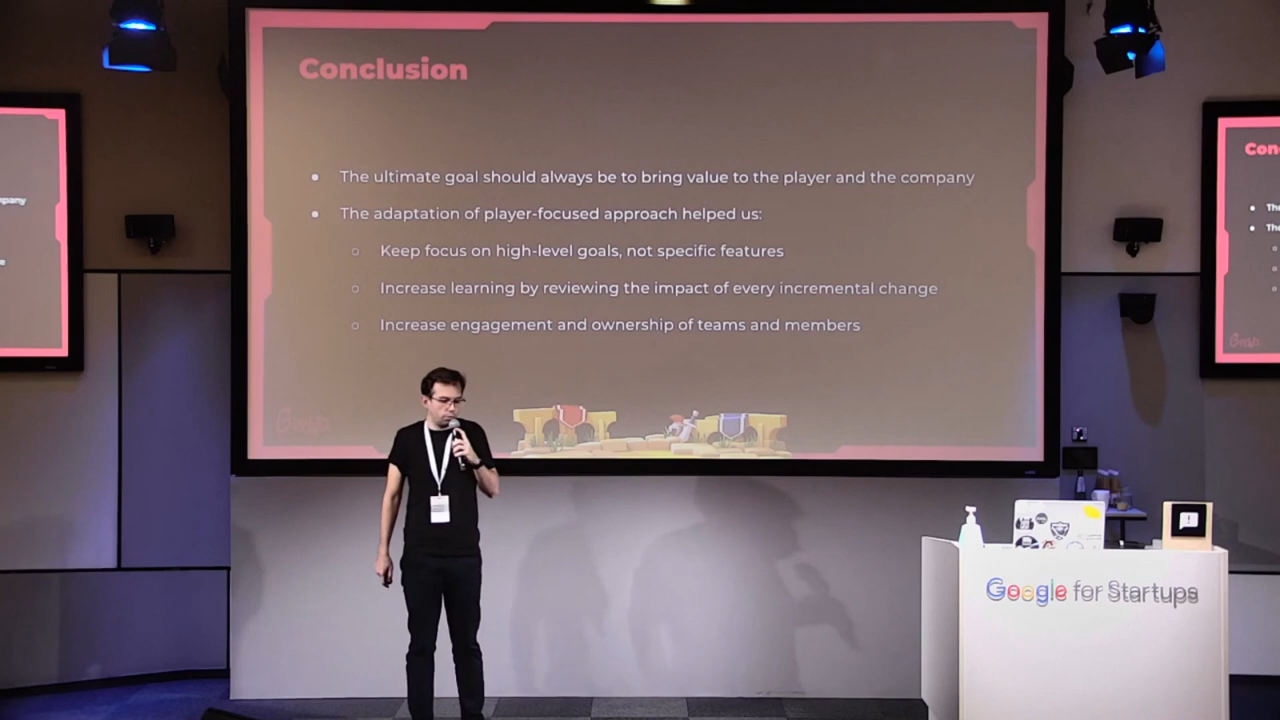 Conclusion
The ultimate goal should always be to bring value to the player and the company
The adaptation of player-focused approach helped us:
Keep focus on high-level goals, not specific features
Increase learning by reviewing the impact of every incremental change
Increase engagement and ownership of teams and members
Google for Startups